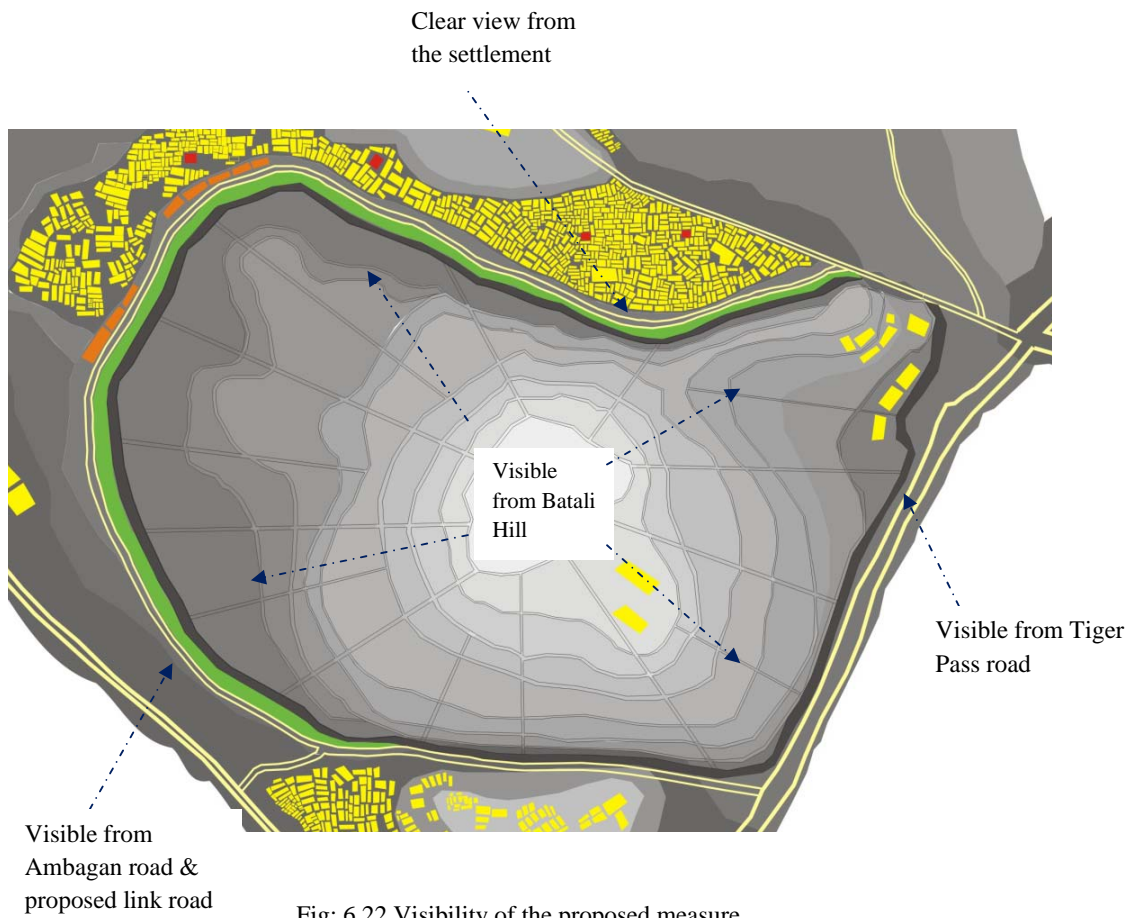 Clear view from
the settlement
Visible
from Batali
Hill
Visible from Tiger
Pass road
Visible from
Ambagan road &
proposed link road
Fig: 6.22 Visibility of the proposed measure